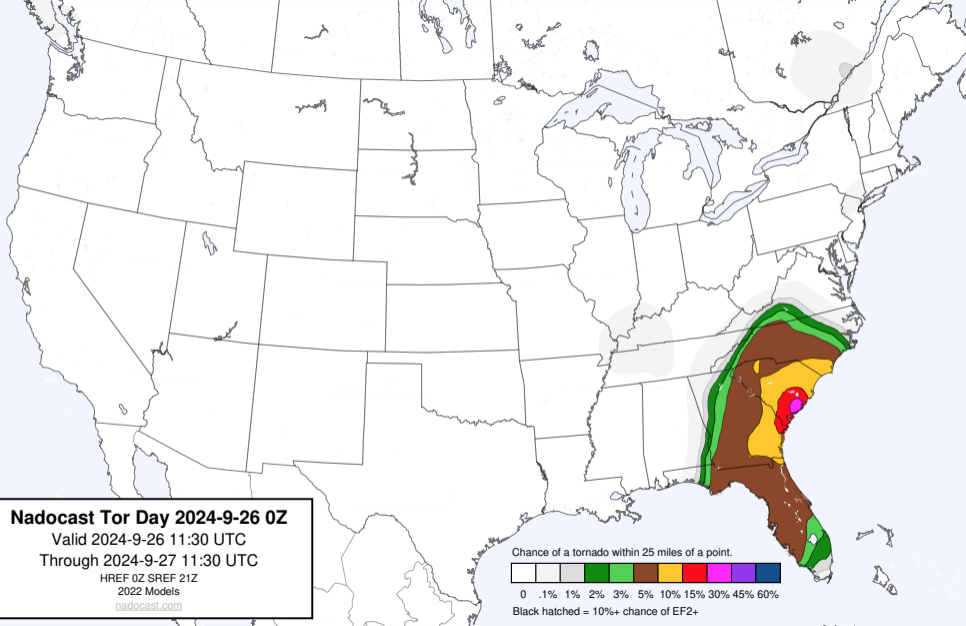 Nadocast Tor Day 2024-9-26 0Z
Valid 2024-9-26 11:30 UTC
Through 2024-9-27 11:30 UTC
HREF 0Z SREF 21Z
2022 Models
nadocast.com
Chance of a tornado within 25 miles of a point.
0 .1% 1% 2% 3% 5% 10% 15% 30% 45% 60%
Black hatched = 10%+ chance of EF2+